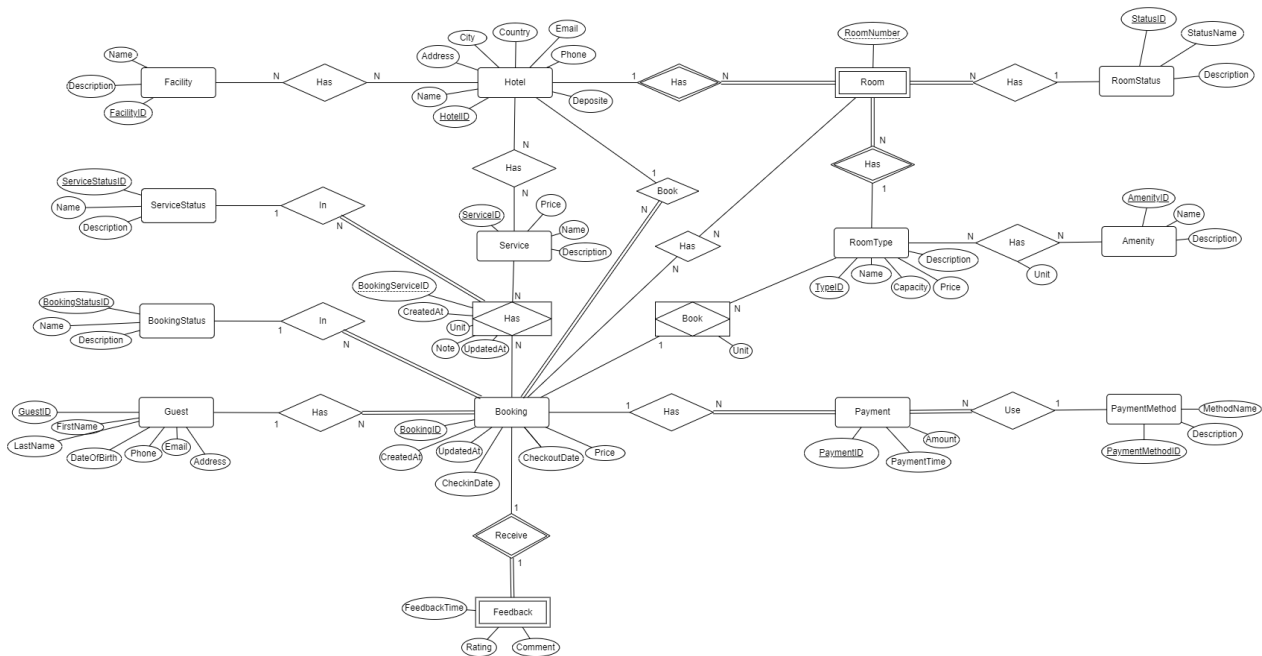 Name
Description
FacilityID
Facility
N
Has
N
City
Country
Email
Address
Phone
Hotel
Name
HotelID
Deposite
1
Has
N
RoomNumber
Room
N
Has
1
StatusID
StatusName
RoomStatus
Description
N
Has
N
1
Book
N
N
Has
N
N
Has
1
ServiceStatusID
Name
Description
ServiceStatus
1
In
N
ServiceID
Price
Name
Description
Service
RoomType
TypeID
Name
Capacity
Price
Description
N
Has
N
Unit
AmenityID
Name
Description
Amenity
BookingServiceID
CreatedAt
Unit
Note
UpdatedAt
N
Has
N
N
Book
1
Unit
BookingStatusID
Name
Description
BookingStatus
1
In
N
GuestID
FirstName
LastName
DateOfBirth
Phone
Email
Address
Guest
1
Has
N
Booking
BookingID
CreatedAt
UpdatedAt
CheckinDate
CheckoutDate
Price
1
Has
N
Payment
PaymentID
PaymentTime
Amount
N
Use
1
PaymentMethod
MethodName
Description
PaymentMethodID
1
Receive
1
FeedbackTime
Feedback
Rating
Comment